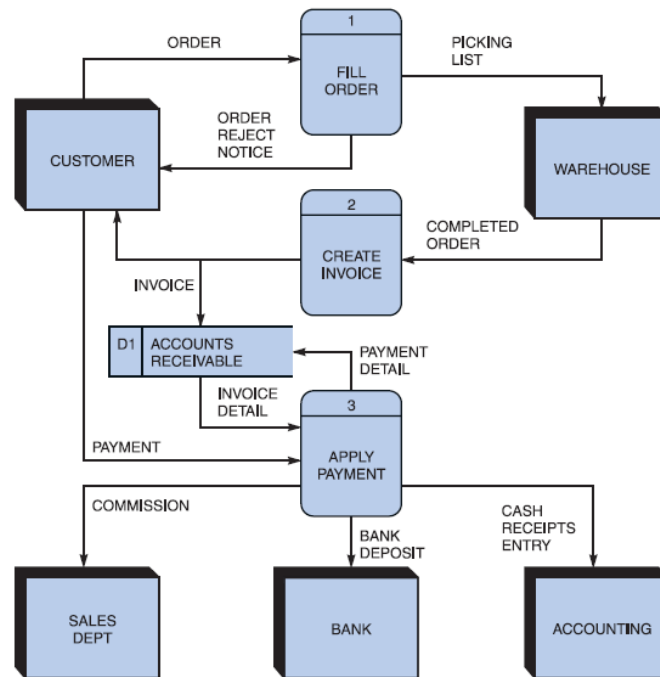 1
ORDER
PICKING
LIST
FILL
ORDER
ORDER
REJECT
NOTICE
CUSTOMER
WAREHOUSE
2
COMPLETED
ORDER
CREATE
INVOICE
INVOICE
D1
ACCOUNTS
RECEIVABLE
PAYMENT
DETAIL
INVOICE
DETAIL
3
PAYMENT
APPLY
PAYMENT
COMMISSION
BANK
DEPOSIT
CASH
RECEIPTS
ENTRY
SALES
DEPT
BANK
ACCOUNTING